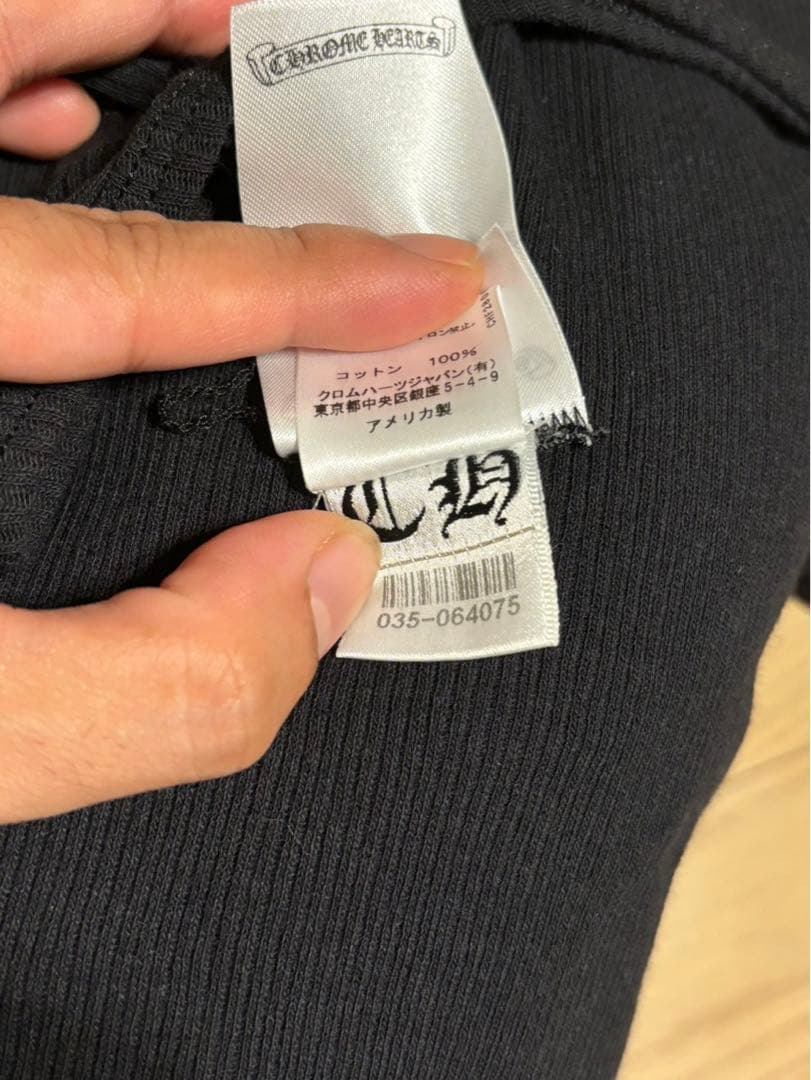 CHROME HEARTS
コットン 100%
クロムハーツジャパン(有)
東京都中央区銀座5-4-9
アメリカ製
CH
035-064075